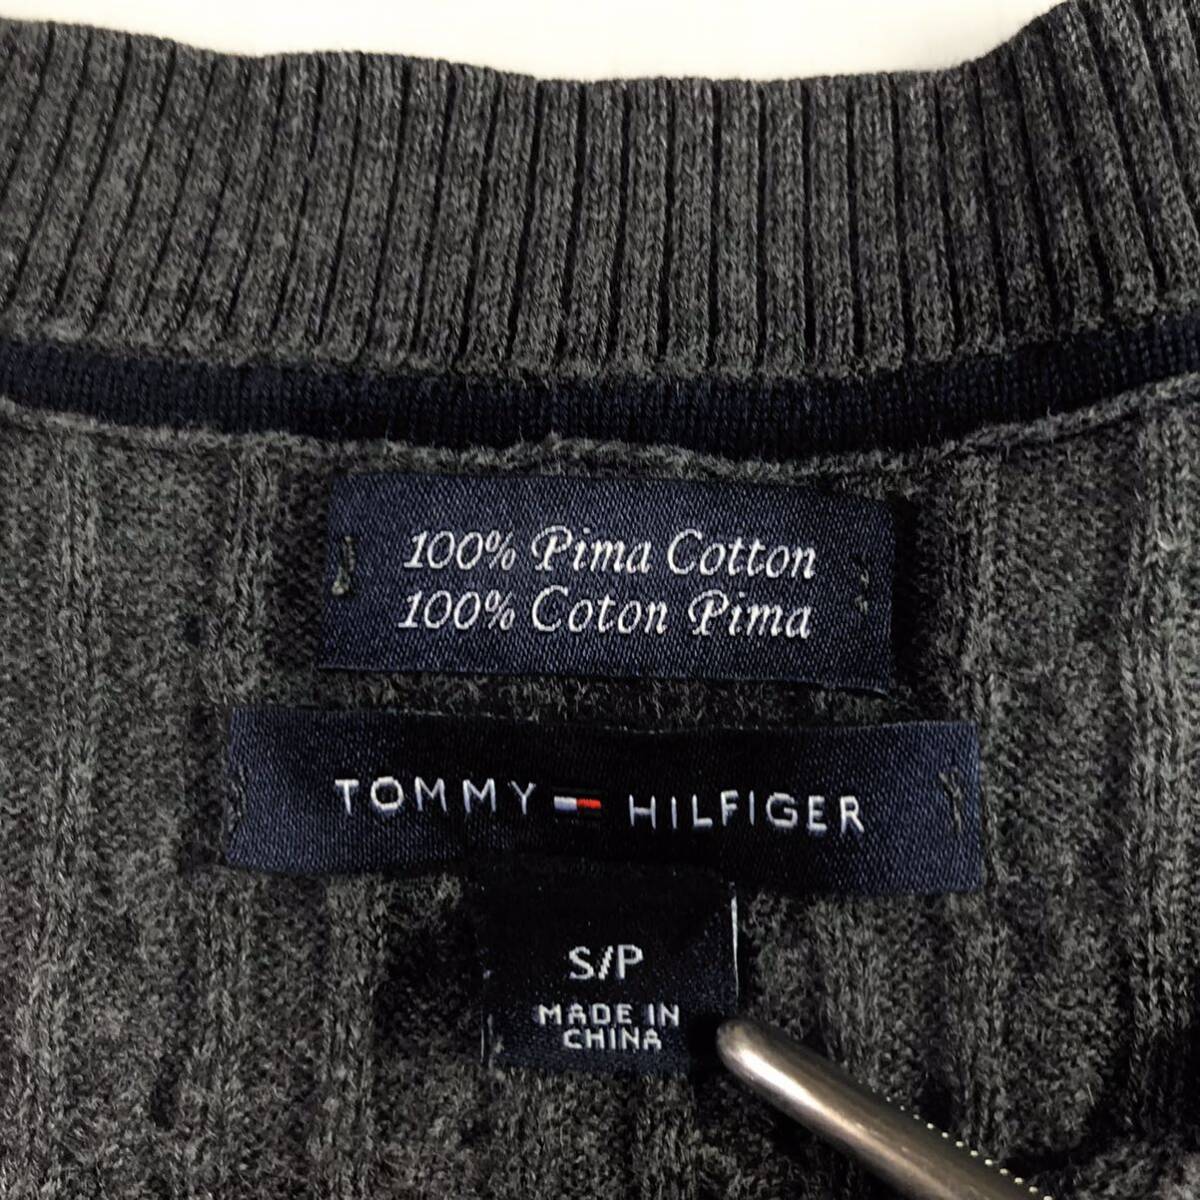 100% Pima Cotton
100% Coton Pima
TOMMY HILFIGER
S/P
MADE IN
CHINA